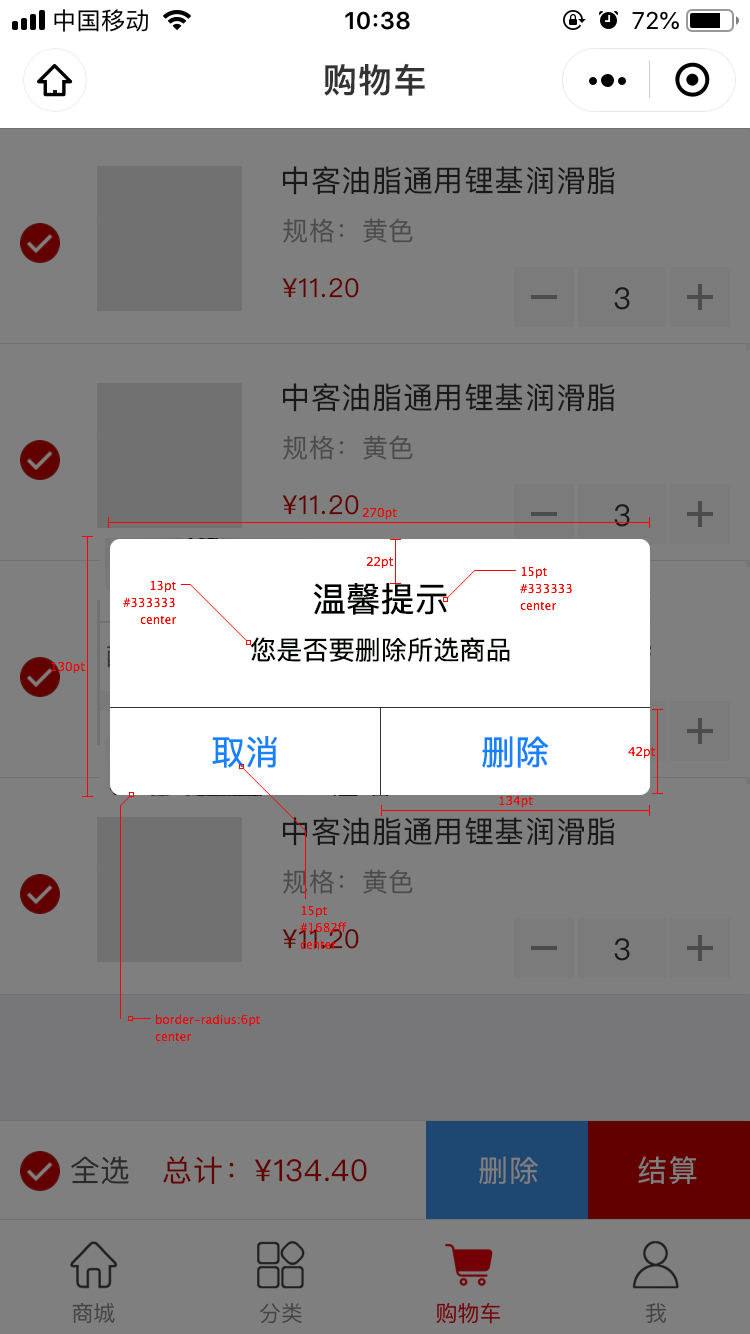 中国移动
10:38
72%
购物车
中客油脂通用锂基润滑脂
规格：黄色
¥11.20
3
中客油脂通用锂基润滑脂
规格：黄色
¥11.20
3
270pt
22pt
13pt
#333333
center
15pt
#333333
center
温馨提示
您是否要删除所选商品
130pt
取消
删除
42pt
134pt
中客油脂通用锂基润滑脂
规格：黄色
15pt
#1682ff
center
¥11.20
3
border-radius:6pt
center
全选
总计：¥134.40
删除
结算
商城
分类
购物车
我